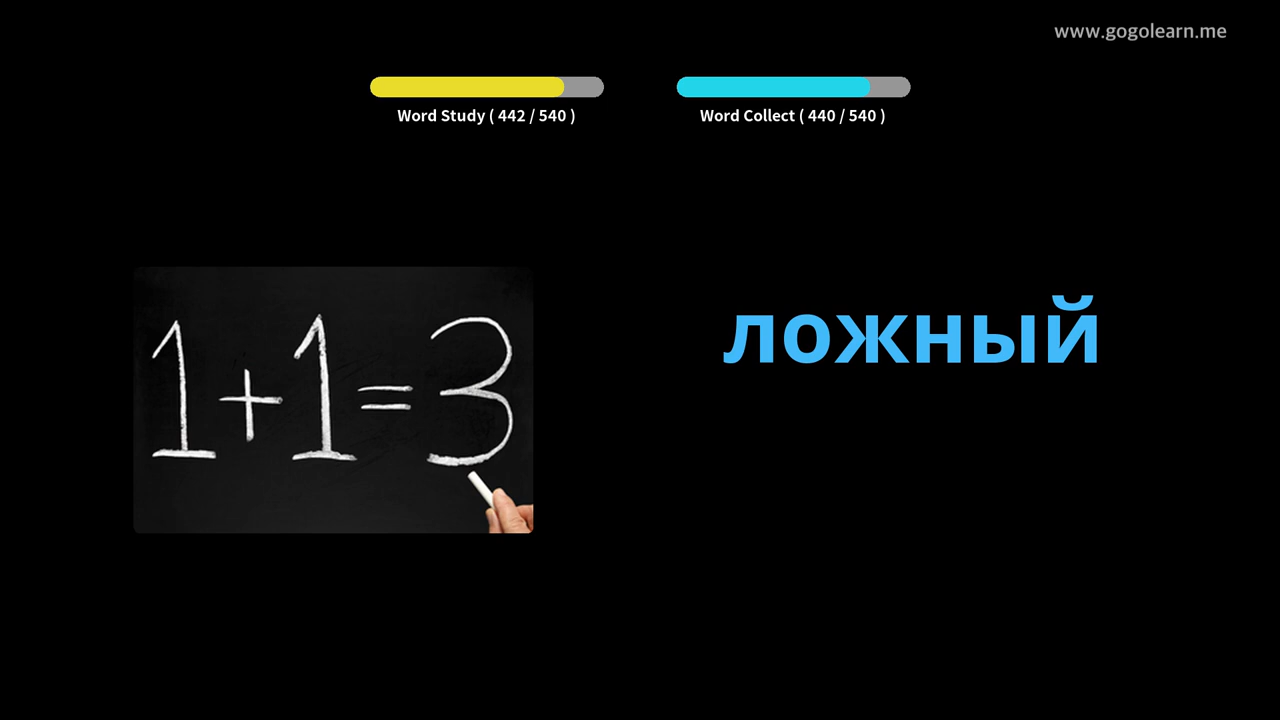 www.gogolearn.me
Word Study ( 442 / 540 )
Word Collect ( 440 / 540 )
1+1=3
ложный